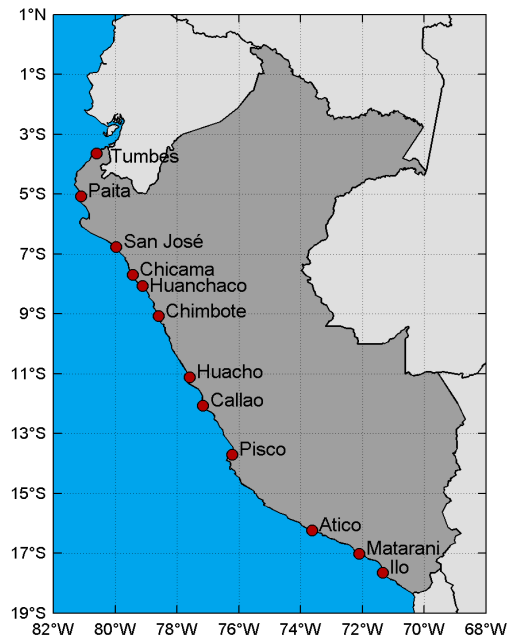 1°N
1°S
3°S
5°S
7°S
9°S
11°S
13°S
15°S
17°S
19°S
Tumbes
Paita
San José
Chicama
Huanchaco
Chimbote
Huacho
Callao
Pisco
Atico
Matarani
Ilo
82°W 80°W 78°W 76°W 74°W 72°W 70°W 68°W